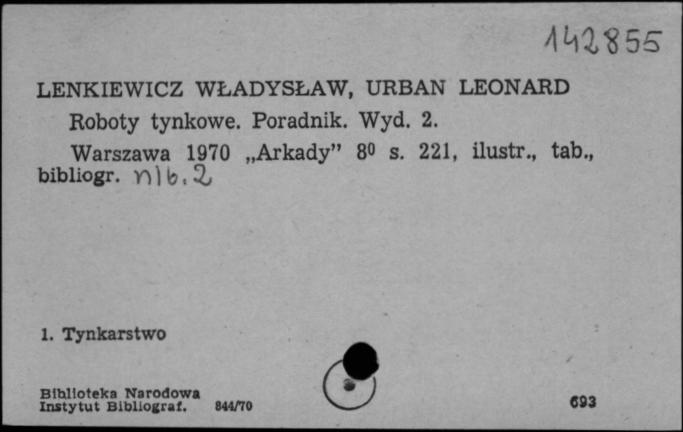 142855
LENKIEWICZ WŁADYSŁAW, URBAN LEONARD
Roboty tynkowe. Poradnik. Wyd. 2.
Warszawa 1970 „Arkady” 8⁰ s. 221, ilustr., tab.,
bibliogr. nlb. 2
1. Tynkarstwo
Biblioteka Narodowa
Instytut Bibliograf. 844/70
693